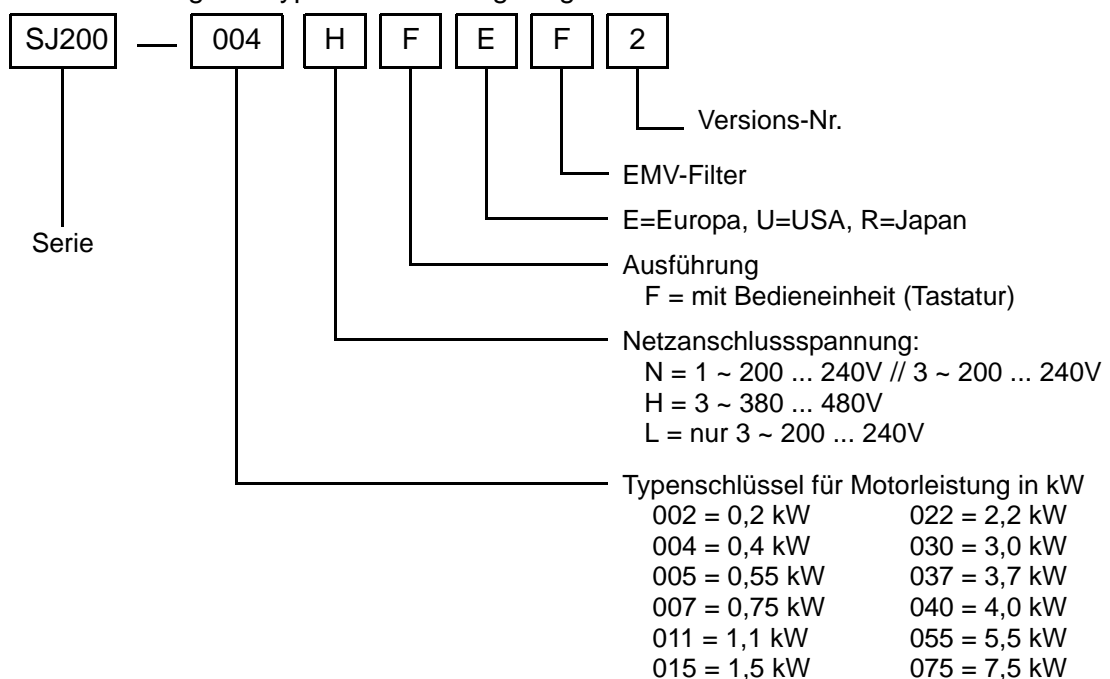 SJ200 — 004 H F E F 2
Versions-Nr.
EMV-Filter
E=Europa, U=USA, R=Japan
Serie
Ausführung
F = mit Bedieneinheit (Tastatur)
Netzanschlussspannung:
N = 1 ~ 200 ... 240V // 3 ~ 200 ... 240V
H = 3 ~ 380 ... 480V
L = nur 3 ~ 200 ... 240V
Typenschlüssel für Motorleistung in kW
002 = 0,2 kW 022 = 2,2 kW
004 = 0,4 kW 030 = 3,0 kW
005 = 0,55 kW 037 = 3,7 kW
007 = 0,75 kW 040 = 4,0 kW
011 = 1,1 kW 055 = 5,5 kW
015 = 1,5 kW 075 = 7,5 kW